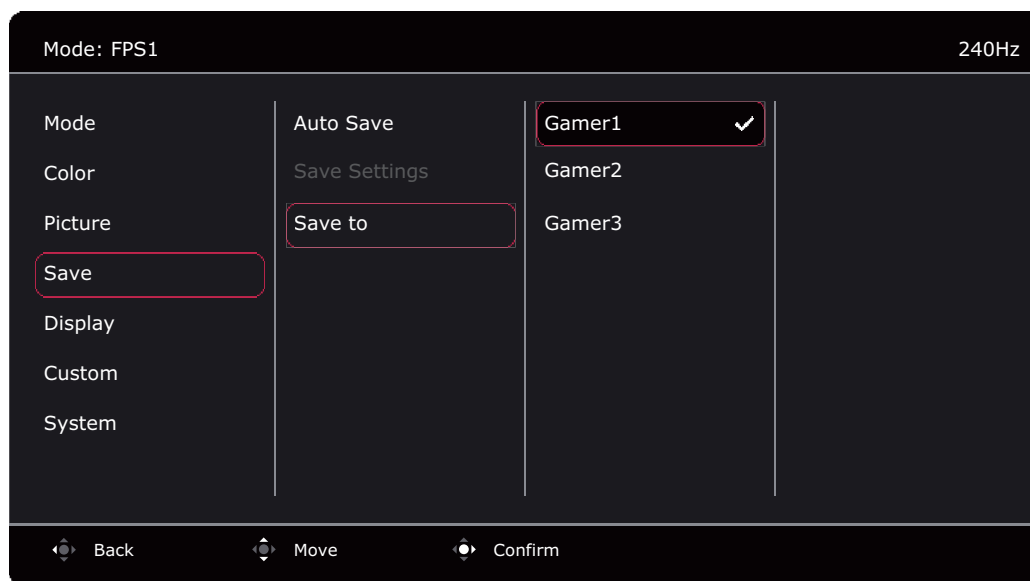 Mode: FPS1
240Hz
Mode
Color
Picture
Save
Display
Custom
System
Auto Save
Save Settings
Save to
Gamer1
Gamer2
Gamer3
Back
Move
Confirm